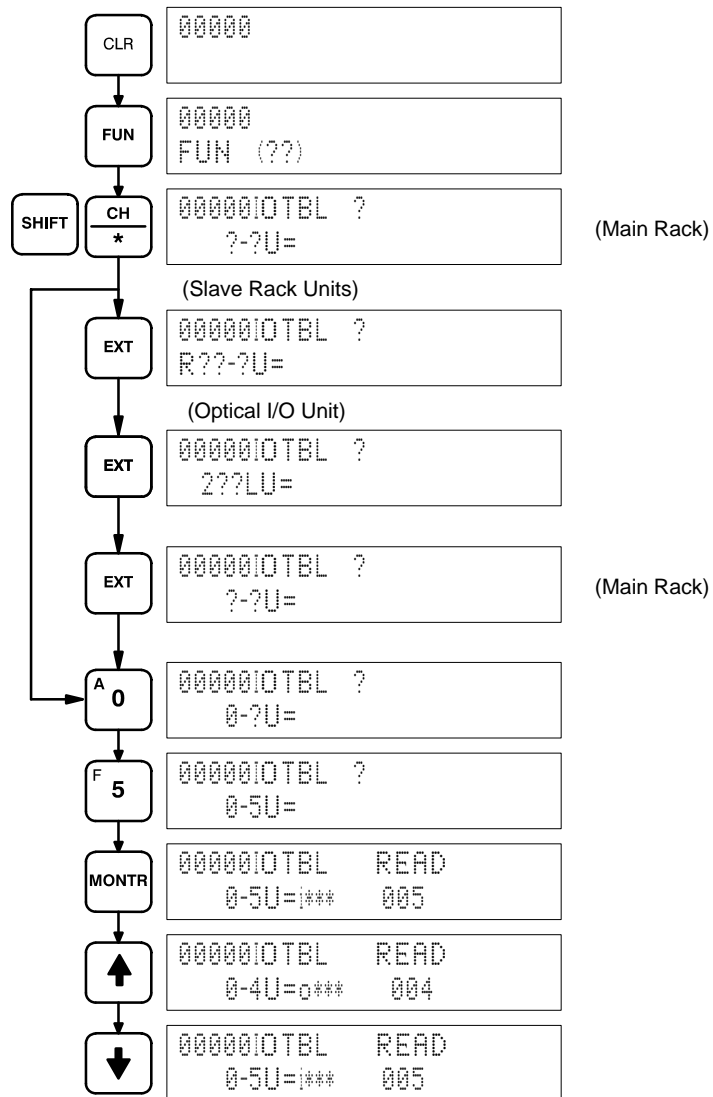 CLR
00000
FUN
00000
FUN (??)
SHIFT
CH
*
00000IOTBL ?
?-?U=
(Main Rack)
(Slave Rack Units)
EXT
00000IOTBL ?
R??-?U=
(Optical I/O Unit)
EXT
00000IOTBL ?
2??LU=
EXT
00000IOTBL ?
?-?U=
(Main Rack)
A 0
00000IOTBL ?
0-?U=
F 5
00000IOTBL ?
0-5U=
MONTR
00000IOTBL READ
0-5U=i*** 005
00000IOTBL READ
0-4U=o*** 004
00000IOTBL READ
0-5U=i*** 005